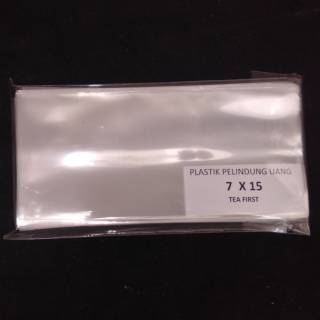 PLASTIK PELINDUNG UANG
7 X 15
TEA FIRST